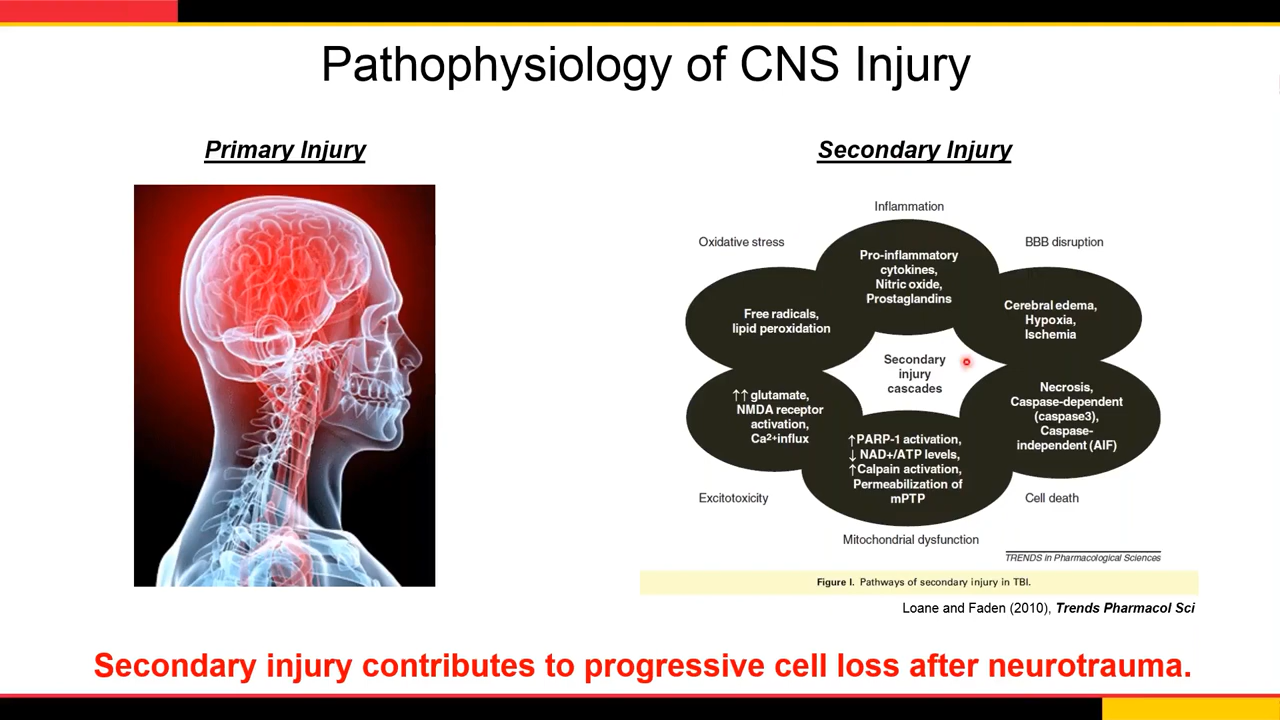 Pathophysiology of CNS Injury
Primary Injury
Secondary Injury
Inflammation
Oxidative stress
BBB disruption
Pro-inflammatory
cytokines,
Nitric oxide,
Prostaglandins
Free radicals,
lipid peroxidation
Cerebral edema,
Hypoxia,
Ischemia
Secondary
injury
cascades
↑↑ glutamate,
NMDA receptor
activation,
Ca²⁺influx
↑PARP-1 activation,
↓ NAD+/ATP levels,
↑Calpain activation,
Permeabilization of
mPTP
Necrosis,
Caspase-dependent
(caspase3),
Caspase-
independent (AIF)
Excitotoxicity
Cell death
Mitochondrial dysfunction
TRENDS in Pharmacological Sciences
Figure I. Pathways of secondary injury in TBI.
Loane and Faden (2010), Trends Pharmacol Sci
Secondary injury contributes to progressive cell loss after neurotrauma.